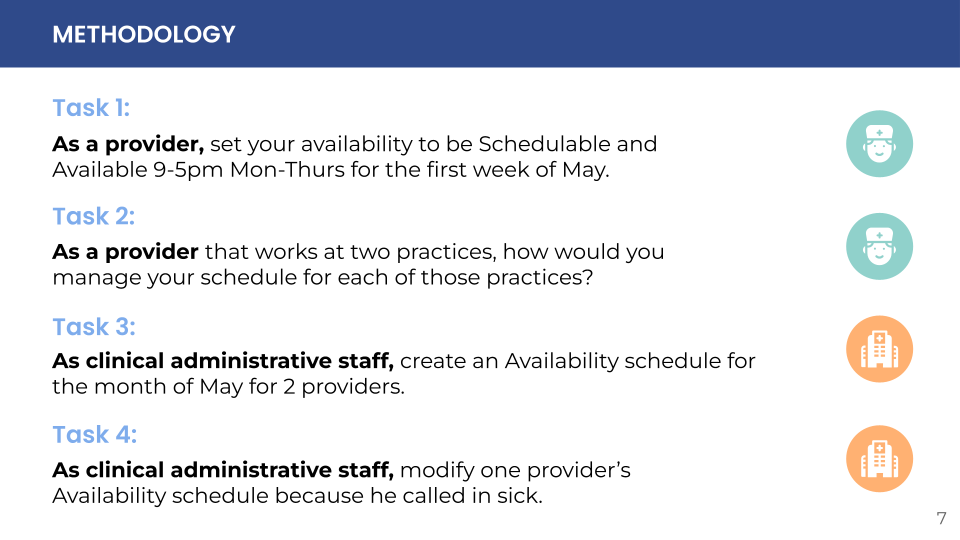 METHODOLOGY
Task 1:
As a provider, set your availability to be Schedulable and
Available 9-5pm Mon-Thurs for the first week of May.
Task 2:
As a provider that works at two practices, how would you
manage your schedule for each of those practices?
Task 3:
As clinical administrative staff, create an Availability schedule for
the month of May for 2 providers.
Task 4:
As clinical administrative staff, modify one provider’s
Availability schedule because he called in sick.
7